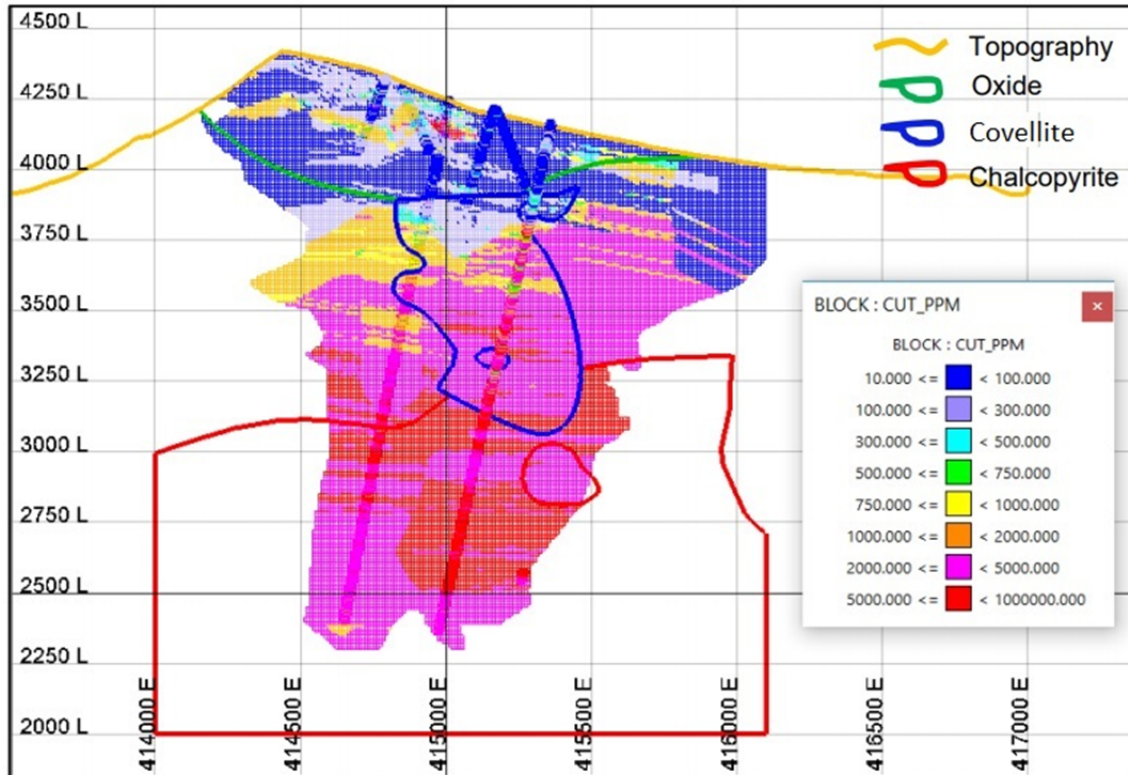 4500 L
4250 L
4000 L
3750 L
3500 L
3250 L
3000 L
2750 L
2500 L
2250 L
2000 L
414000 E
414500 E
415000 E
415500 E
416000 E
416500 E
417000 E
Topography
Oxide
Covellite
Chalcopyrite
BLOCK : CUT_PPM
×
BLOCK : CUT_PPM
10.000 <= < 100.000
100.000 <= < 300.000
300.000 <= < 500.000
500.000 <= < 750.000
750.000 <= < 1000.000
1000.000 <= < 2000.000
2000.000 <= < 5000.000
5000.000 <= < 1000000.000